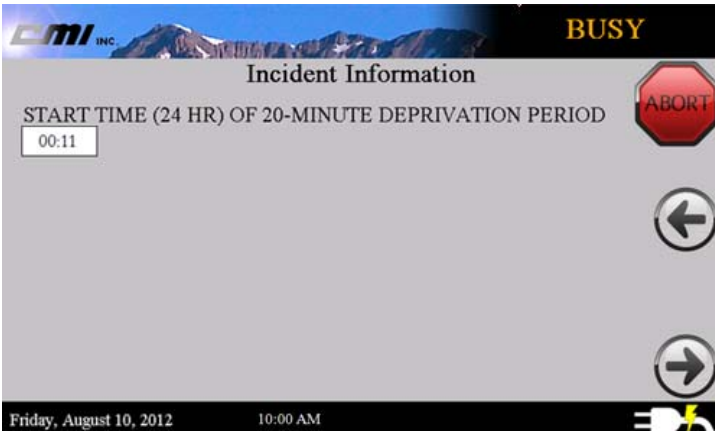 CMI INC.
BUSY
Incident Information
START TIME (24 HR) OF 20-MINUTE DEPRIVATION PERIOD
ABORT
00:11
Friday, August 10, 2012 10:00 AM